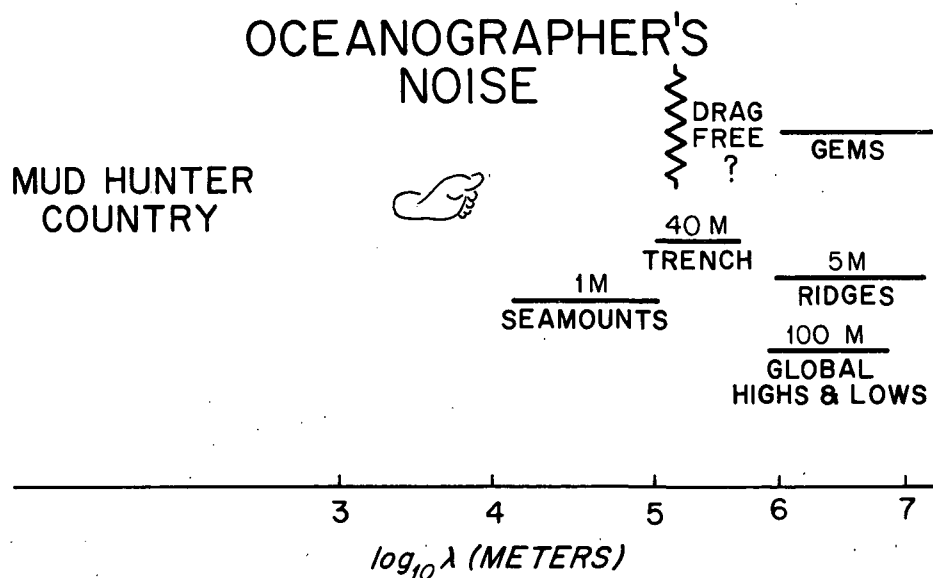 OCEANOGRAPHER'S
NOISE
DRAG
FREE
?
GEMS
MUD HUNTER
COUNTRY
40 M
TRENCH
5 M
RIDGES
1 M
SEAMOUNTS
100 M
GLOBAL
HIGHS & LOWS
3 4 5 6 7
log₁₀ λ (METERS)